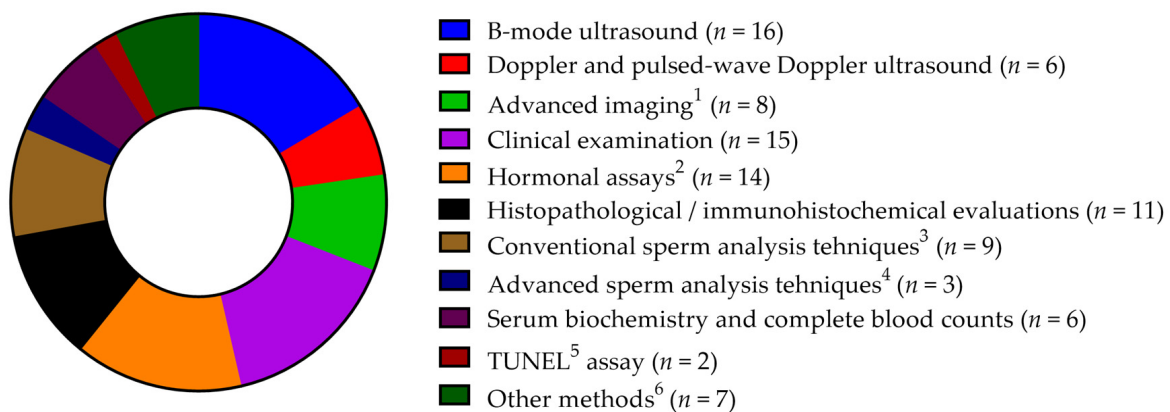 B-mode ultrasound (n = 16)
Doppler and pulsed-wave Doppler ultrasound (n = 6)
Advanced imaging¹ (n = 8)
Clinical examination (n = 15)
Hormonal assays² (n = 14)
Histopathological / immunohistochemical evaluations (n = 11)
Conventional sperm analysis tehniques³ (n = 9)
Advanced sperm analysis tehniques⁴ (n = 3)
Serum biochemistry and complete blood counts (n = 6)
TUNEL⁵ assay (n = 2)
Other methods⁶ (n = 7)